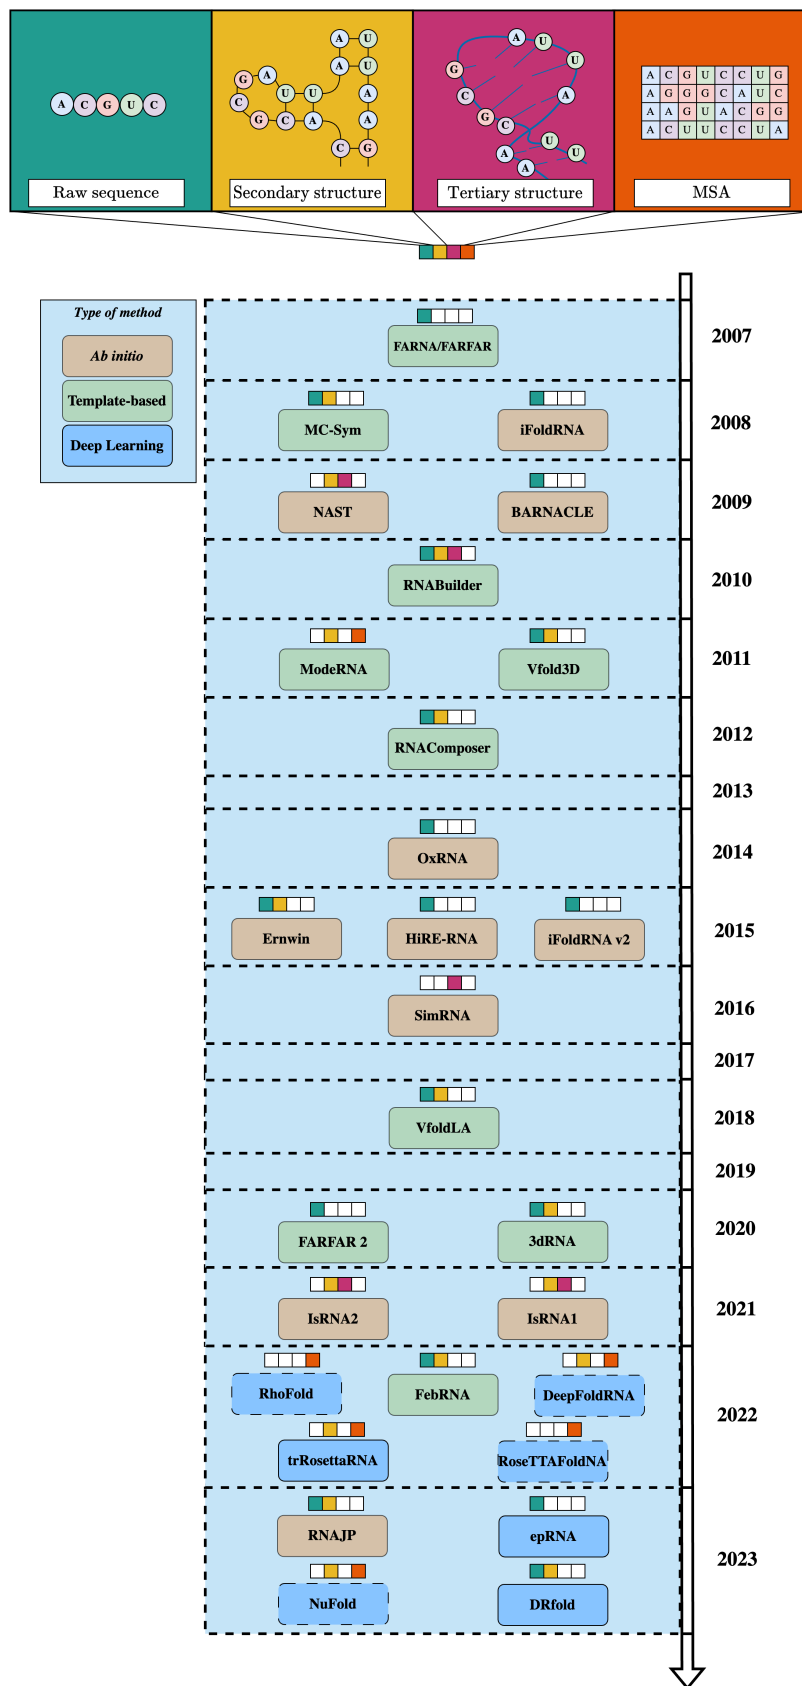 A C G U C
A U
A U
G A
U U A
C
G C A A
C G
A U
U
G
C A
G C
U
A U
A
A C G U C C U G
A G G G C A U C
A A G U A C G G
A C U U C C U A
Raw sequence
Secondary structure
Tertiary structure
MSA
Type of method
Ab initio
Template-based
Deep Learning
FARNA/FARFAR
2007
MC-Sym iFoldRNA
2008
NAST BARNACLE
2009
RNABuilder
2010
ModeRNA Vfold3D
2011
RNAComposer
2012
2013
OxRNA
2014
Ernwin HiRE-RNA iFoldRNA v2
2015
SimRNA
2016
2017
VfoldLA
2018
2019
FARFAR 2 3dRNA
2020
IsRNA2 IsRNA1
2021
RhoFold FebRNA DeepFoldRNA
2022
trRosettaRNA RoseTTAFoldNA
RNAJP epRNA
2023
NuFold DRfold